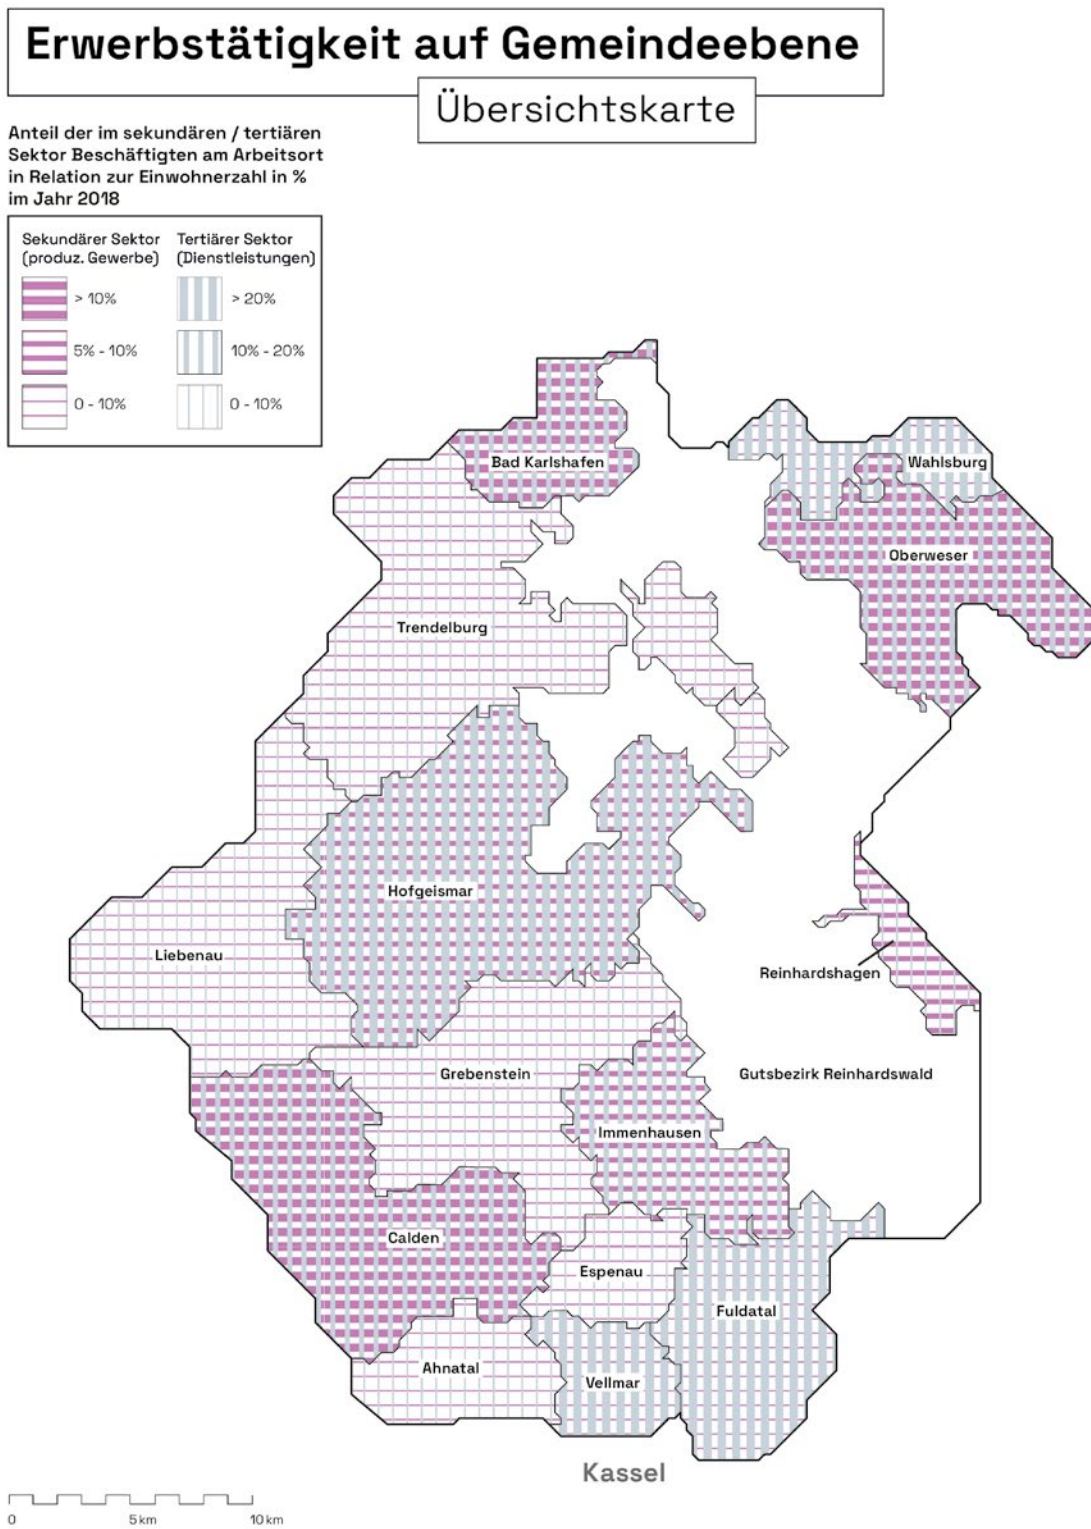 Erwerbstätigkeit auf Gemeindeebene
Übersichtskarte
Anteil der im sekundären / tertiären
Sektor Beschäftigten am Arbeitsort
in Relation zur Einwohnerzahl in %
im Jahr 2018
Sekundärer Sektor
(produz. Gewerbe)
> 10%
5% - 10%
0 - 10%
Tertiärer Sektor
(Dienstleistungen)
> 20%
10% - 20%
0 - 10%
Bad Karlshafen
Wahlsburg
Oberweser
Trendelburg
Hofgeismar
Liebenau
Reinhardshagen
Grebenstein
Gutsbezirk Reinhardswald
Immenhausen
Calden
Espenau
Fuldatal
Ahnatal
Vellmar
Kassel
0 5 km 10 km